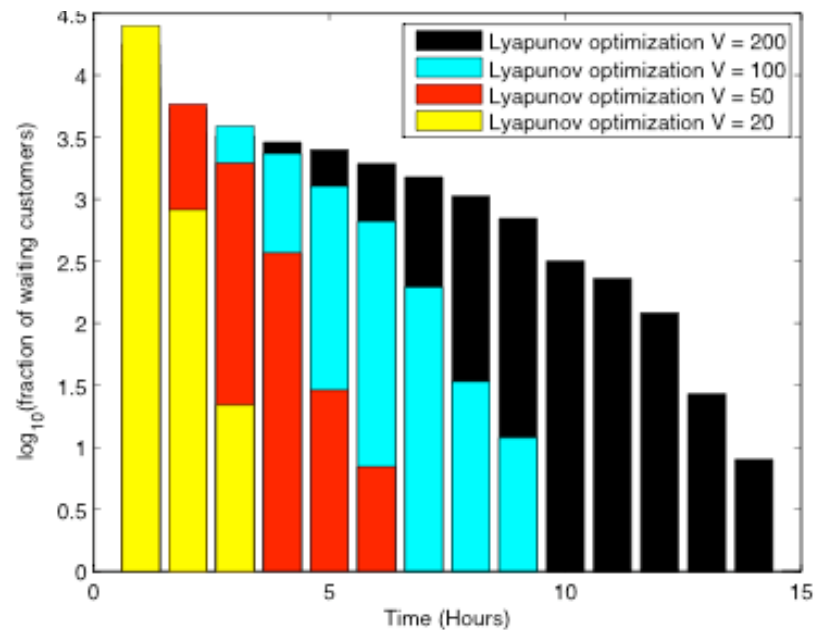 4.5
4
3.5
3
2.5
2
1.5
1
0.5
0
log10(fraction of waiting customers)
Lyapunov optimization V = 200
Lyapunov optimization V = 100
Lyapunov optimization V = 50
Lyapunov optimization V = 20
0 5 10 15
Time (Hours)